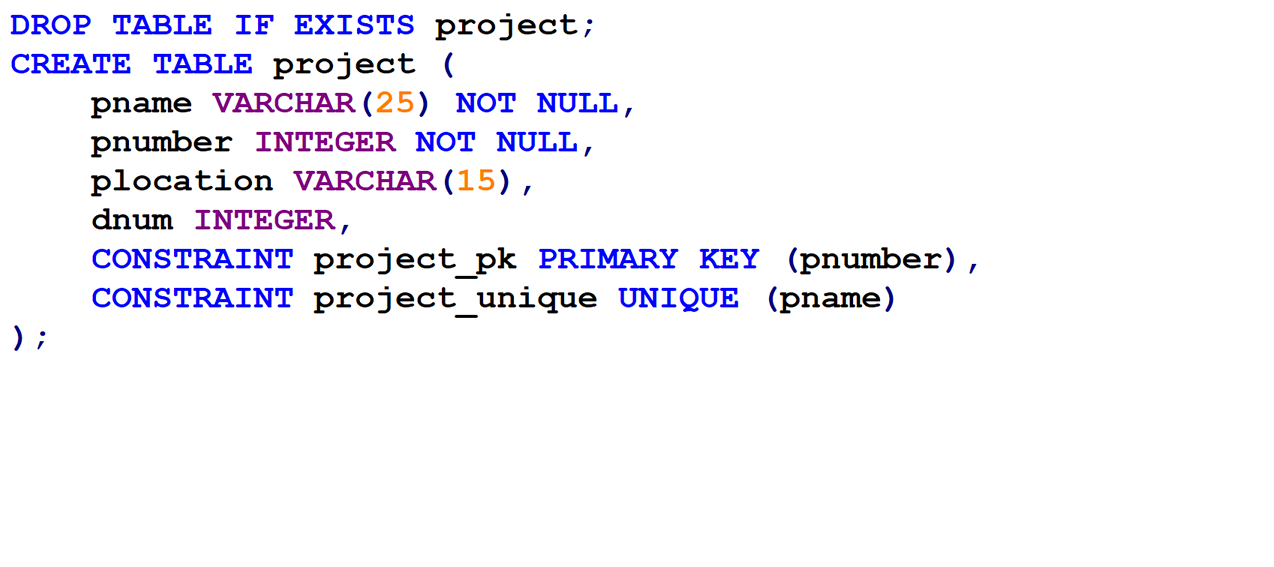 DROP TABLE IF EXISTS project;
CREATE TABLE project (
    pname VARCHAR(25) NOT NULL,
    pnumber INTEGER NOT NULL,
    plocation VARCHAR(15),
    dnum INTEGER,
    CONSTRAINT project_pk PRIMARY KEY (pnumber),
    CONSTRAINT project_unique UNIQUE (pname)
);